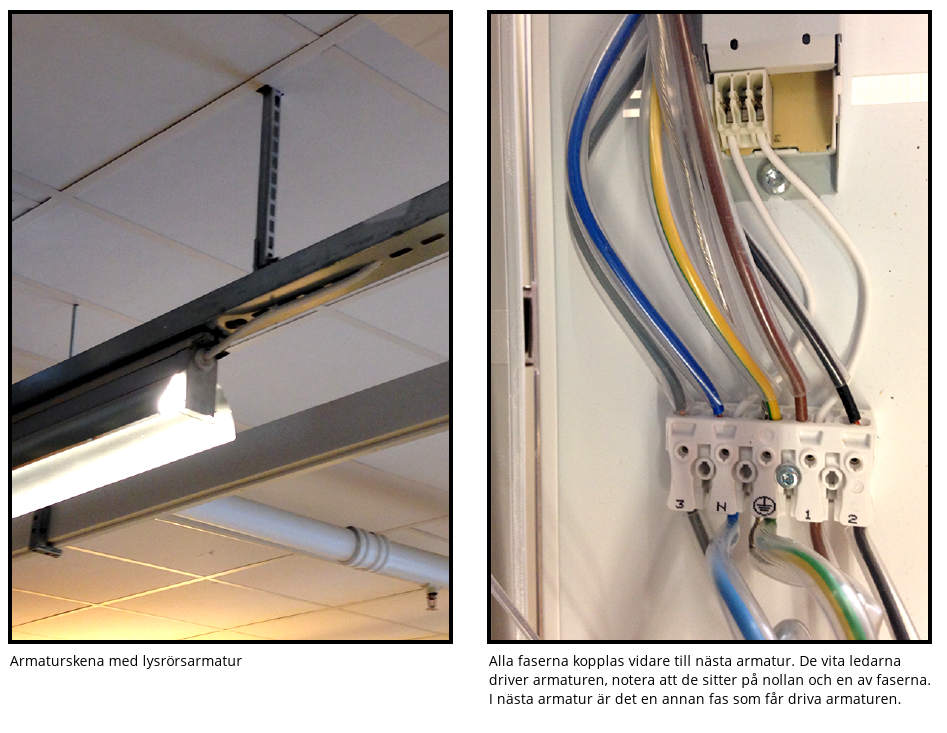 3 N 1 2
Armaturskena med lysrörsarmatur
Alla faserna kopplas vidare till nästa armatur. De vita ledarna
driver armaturen, notera att de sitter på nollan och en av faserna.
I nästa armatur är det en annan fas som får driva armaturen.